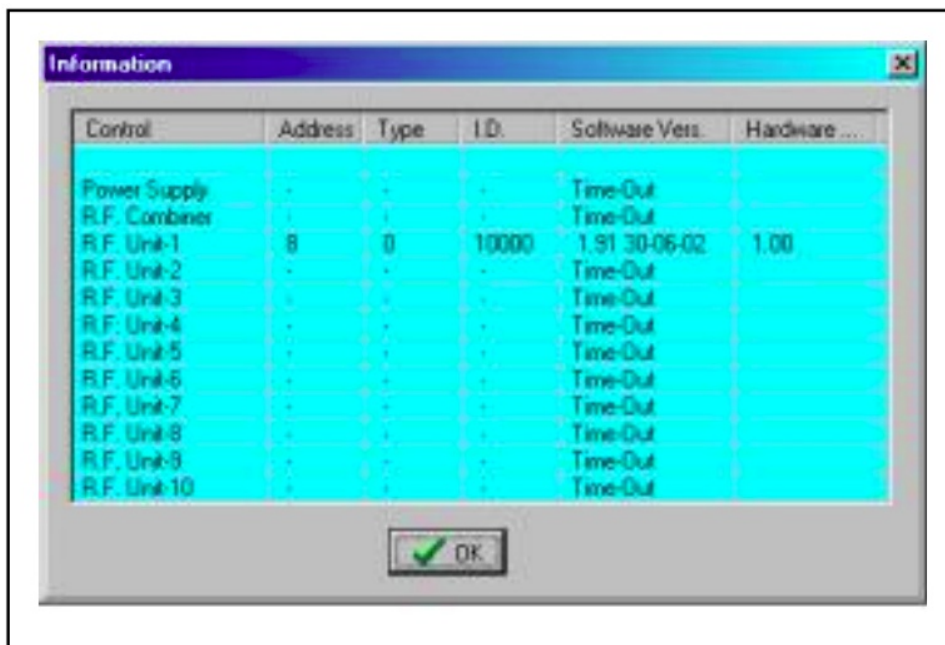 Information
Control Address Type I.D. Software Vers. Hardware ...
Power Supply - - - Time-Out
R.F. Combiner - - - Time-Out
R.F. Unit-1 8 0 10000 1.91 30-06-02 1.00
R.F. Unit-2 - - - Time-Out
R.F. Unit-3 - - - Time-Out
R.F. Unit-4 - - - Time-Out
R.F. Unit-5 - - - Time-Out
R.F. Unit-6 - - - Time-Out
R.F. Unit-7 - - - Time-Out
R.F. Unit-8 - - - Time-Out
R.F. Unit-9 - - - Time-Out
R.F. Unit-10 - - - Time-Out
OK